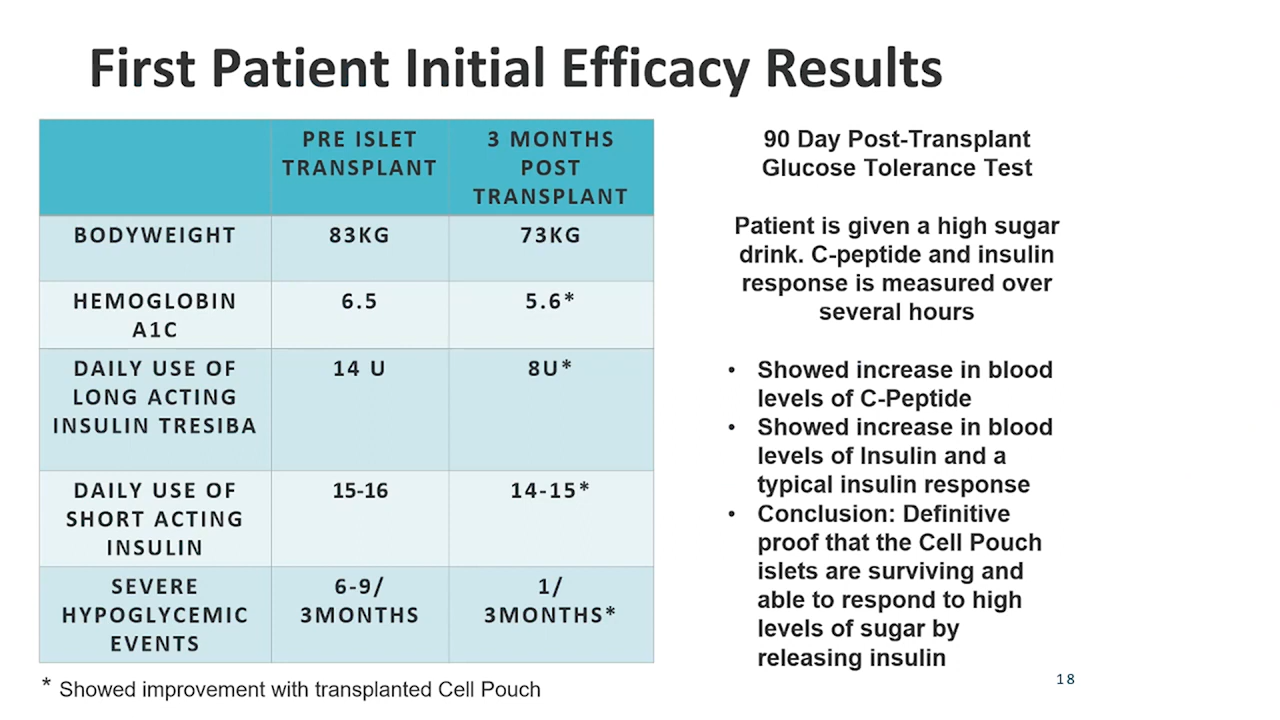 First Patient Initial Efficacy Results
PRE ISLET
TRANSPLANT
3 MONTHS
POST
TRANSPLANT
BODYWEIGHT
83KG
73KG
HEMOGLOBIN
A1C
6.5
5.6*
DAILY USE OF
LONG ACTING
INSULIN TRESIBA
14 U
8U*
DAILY USE OF
SHORT ACTING
INSULIN
15-16
14-15*
SEVERE
HYPOGLYCEMIC
EVENTS
6-9/
3MONTHS
1/
3MONTHS*
* Showed improvement with transplanted Cell Pouch
90 Day Post-Transplant
Glucose Tolerance Test
Patient is given a high sugar
drink. C-peptide and insulin
response is measured over
several hours
• Showed increase in blood
levels of C-Peptide
• Showed increase in blood
levels of Insulin and a
typical insulin response
• Conclusion: Definitive
proof that the Cell Pouch
islets are surviving and
able to respond to high
levels of sugar by
releasing insulin
18